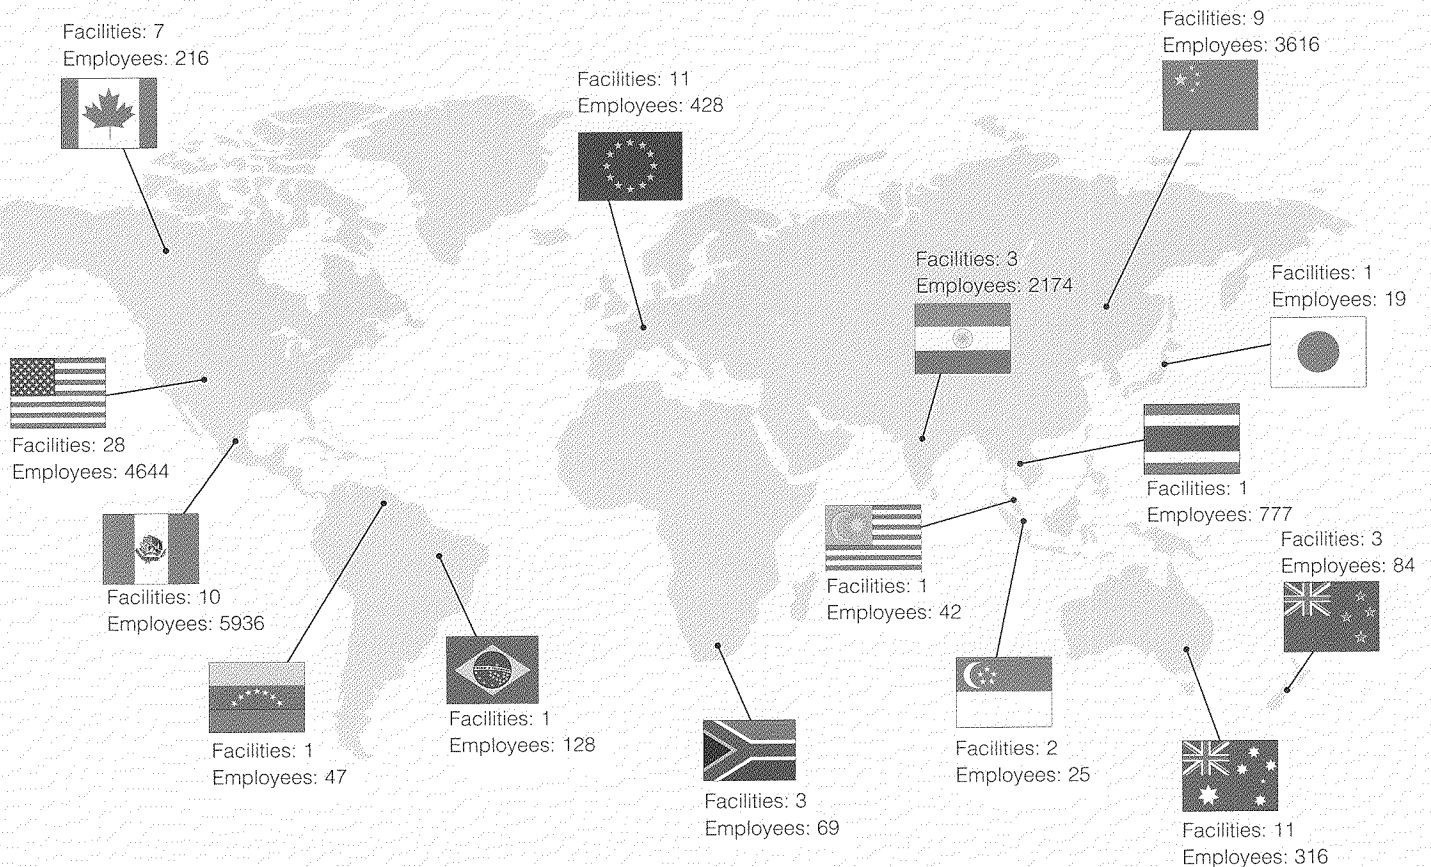 Facilities: 7
Employees: 216
Facilities: 11
Employees: 428
Facilities: 9
Employees: 3616
Facilities: 3
Employees: 2174
Facilities: 1
Employees: 19
Facilities: 28
Employees: 4644
Facilities: 1
Employees: 777
Facilities: 10
Employees: 5936
Facilities: 1
Employees: 42
Facilities: 3
Employees: 84
Facilities: 1
Employees: 47
Facilities: 1
Employees: 128
Facilities: 3
Employees: 69
Facilities: 2
Employees: 25
Facilities: 11
Employees: 316